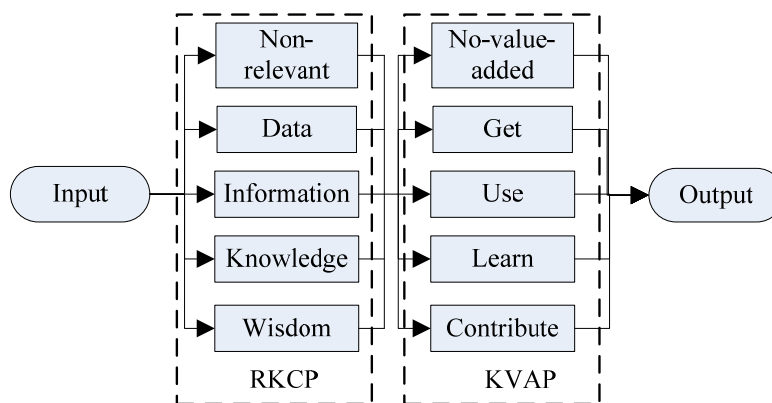 Input
Non-
relevant
Data
Information
Knowledge
Wisdom
RKCP
No-value-
added
Get
Use
Learn
Contribute
KVAP
Output